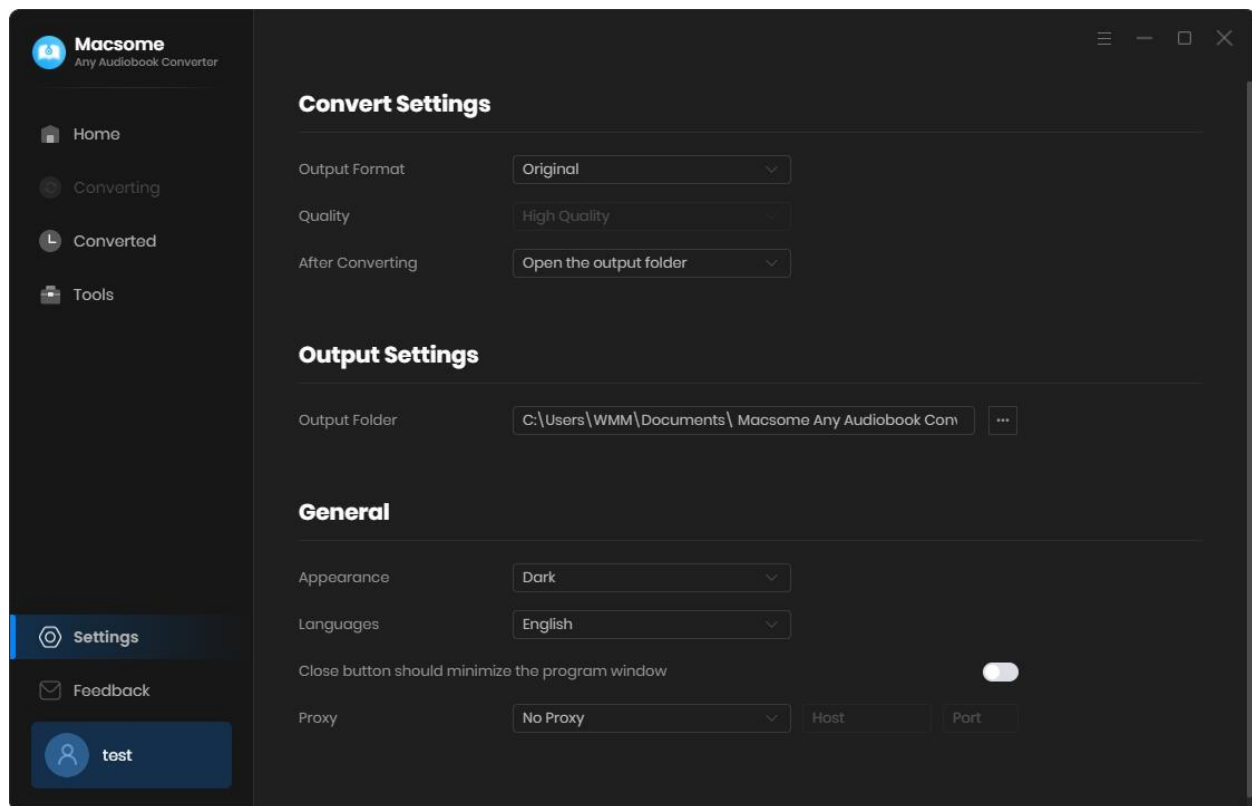 Macsome
Any Audiobook Converter
Home
Converting
Converted
Tools
Settings
Feedback
test
Convert Settings
Output Format Original
Quality High Quality
After Converting Open the output folder
Output Settings
Output Folder C:\Users\WMM\Documents\ Macsome Any Audiobook Con
General
Appearance Dark
Languages English
Close button should minimize the program window
Proxy No Proxy Host Port